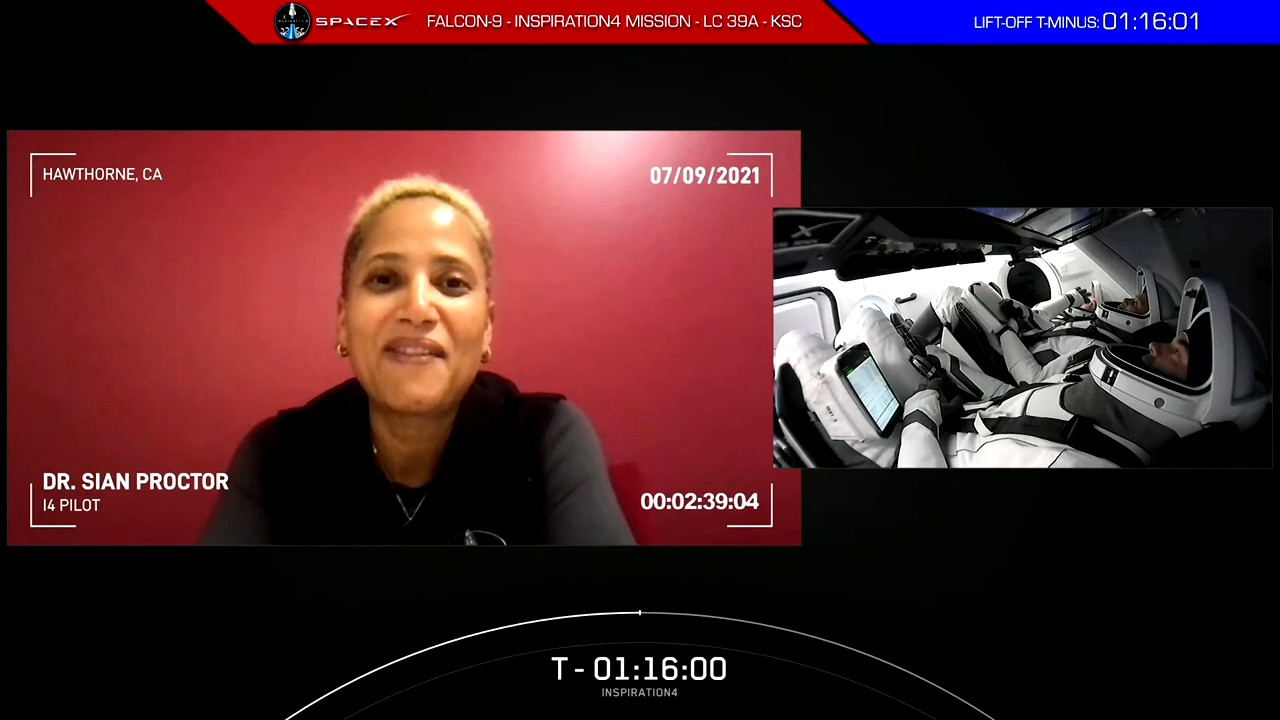 SPACEX
FALCON-9 - INSPIRATION4 MISSION - LC 39A - KSC
LIFT-OFF T-MINUS: 01:16:01
HAWTHORNE, CA
07/09/2021
DR. SIAN PROCTOR
I4 PILOT
00:02:39:04
T- 01:16:00
INSPIRATION4